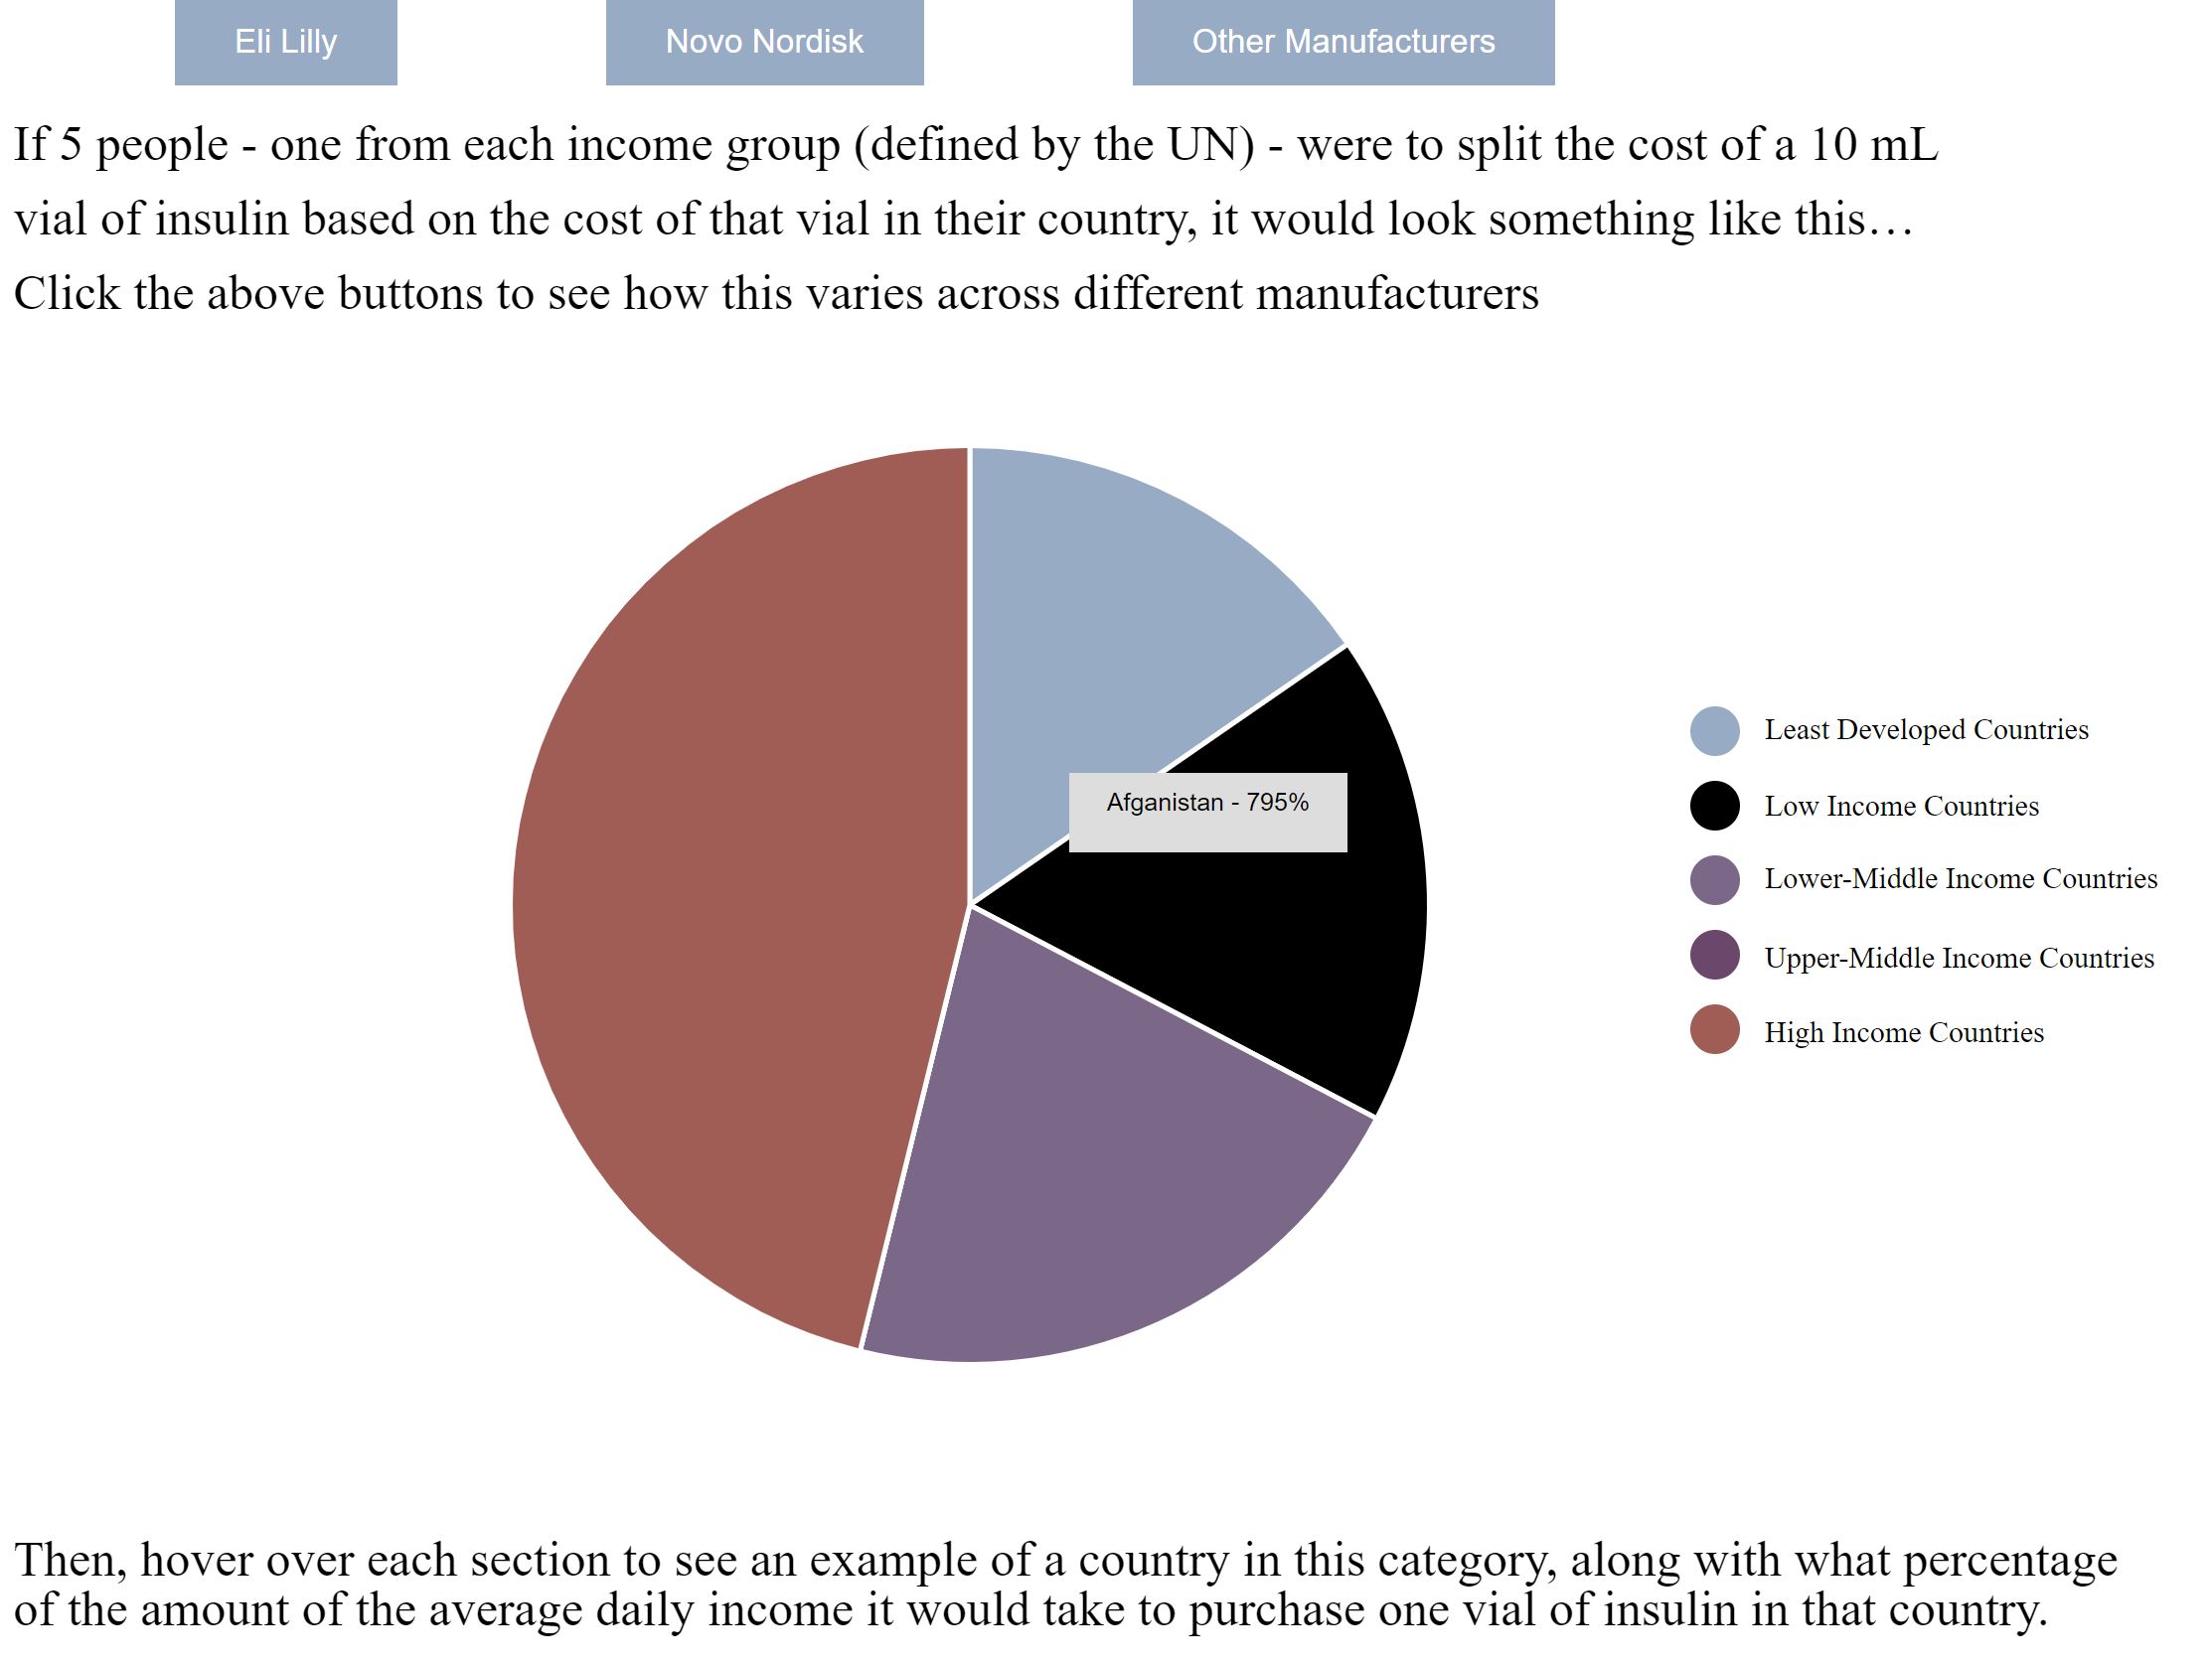 Eli Lilly
Novo Nordisk
Other Manufacturers
If 5 people - one from each income group (defined by the UN) - were to split the cost of a 10 mL
vial of insulin based on the cost of that vial in their country, it would look something like this…
Click the above buttons to see how this varies across different manufacturers
Afganistan - 795%
Least Developed Countries
Low Income Countries
Lower-Middle Income Countries
Upper-Middle Income Countries
High Income Countries
Then, hover over each section to see an example of a country in this category, along with what percentage
of the amount of the average daily income it would take to purchase one vial of insulin in that country.